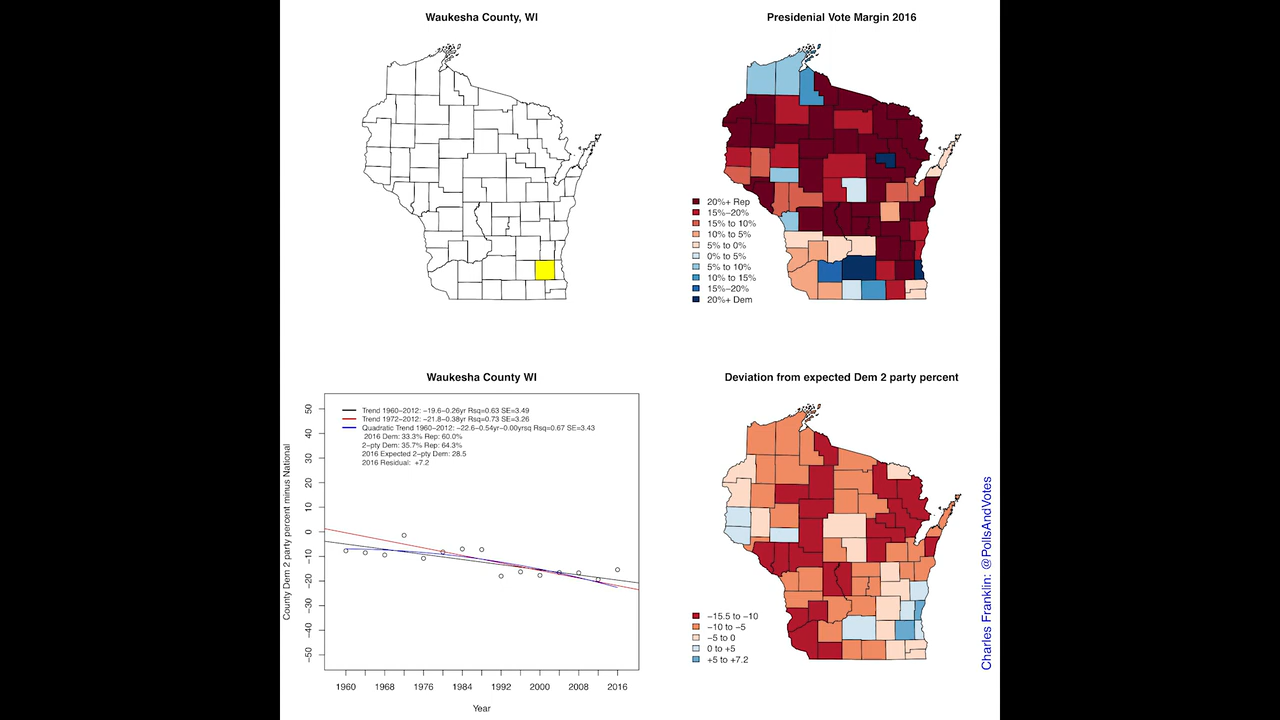 Waukesha County, WI
Presidenial Vote Margin 2016
20%+ Rep
15%−20%
15% to 10%
10% to 5%
5% to 0%
0% to 5%
5% to 10%
10% to 15%
15%−20%
20%+ Dem
Waukesha County WI
Trend 1960−2012: −19.6−0.26yr Rsq=0.63 SE=3.49
Trend 1972−2012: −21.8−0.38yr Rsq=0.73 SE=3.26
Quadratic Trend 1960−2012: −22.6−0.54yr−0.00yrsq Rsq=0.67 SE=3.43
2016 Dem: 33.3% Rep: 60.0%
2−pty Dem: 35.7% Rep: 64.3%
2016 Expected 2−pty Dem: 28.5
2016 Residual: +7.2
County Dem 2 party percent minus National
50
40
30
20
10
0
−10
−20
−30
−40
−50
1960
1968
1976
1984
1992
2000
2008
2016
Year
Deviation from expected Dem 2 party percent
−15.5 to −10
−10 to −5
−5 to 0
0 to +5
+5 to +7.2
Charles Franklin: @PollsAndVotes